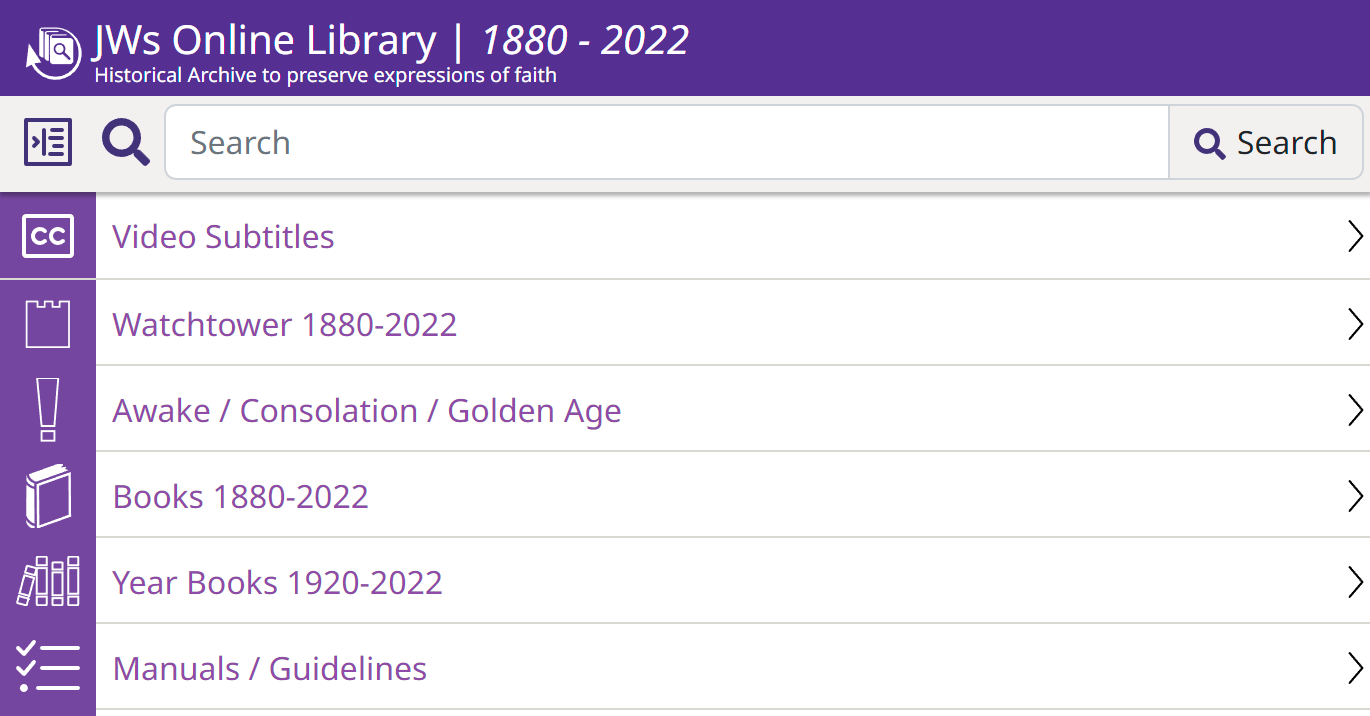 JWs Online Library | 1880 - 2022
Historical Archive to preserve expressions of faith
Search Search
CC Video Subtitles
Watchtower 1880-2022
Awake / Consolation / Golden Age
Books 1880-2022
Year Books 1920-2022
Manuals / Guidelines